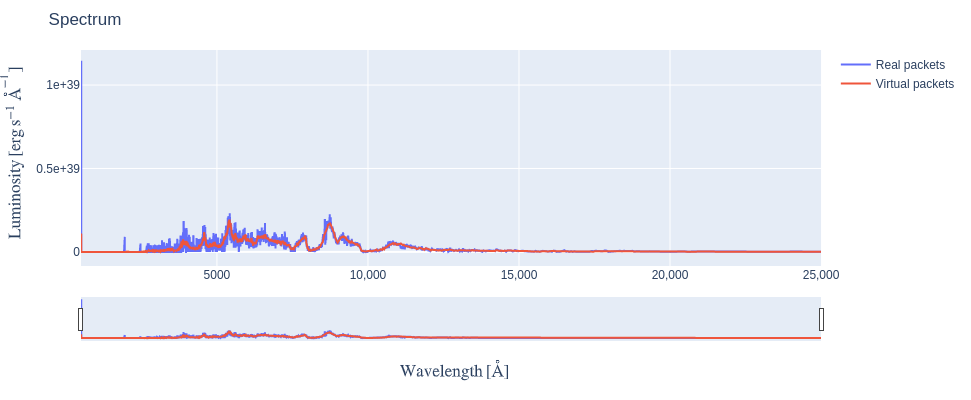 Spectrum
Luminosity [erg s⁻¹ Å⁻¹]
1e+39
0.5e+39
0
5000
10,000
15,000
20,000
25,000
Real packets
Virtual packets
Wavelength [Å]